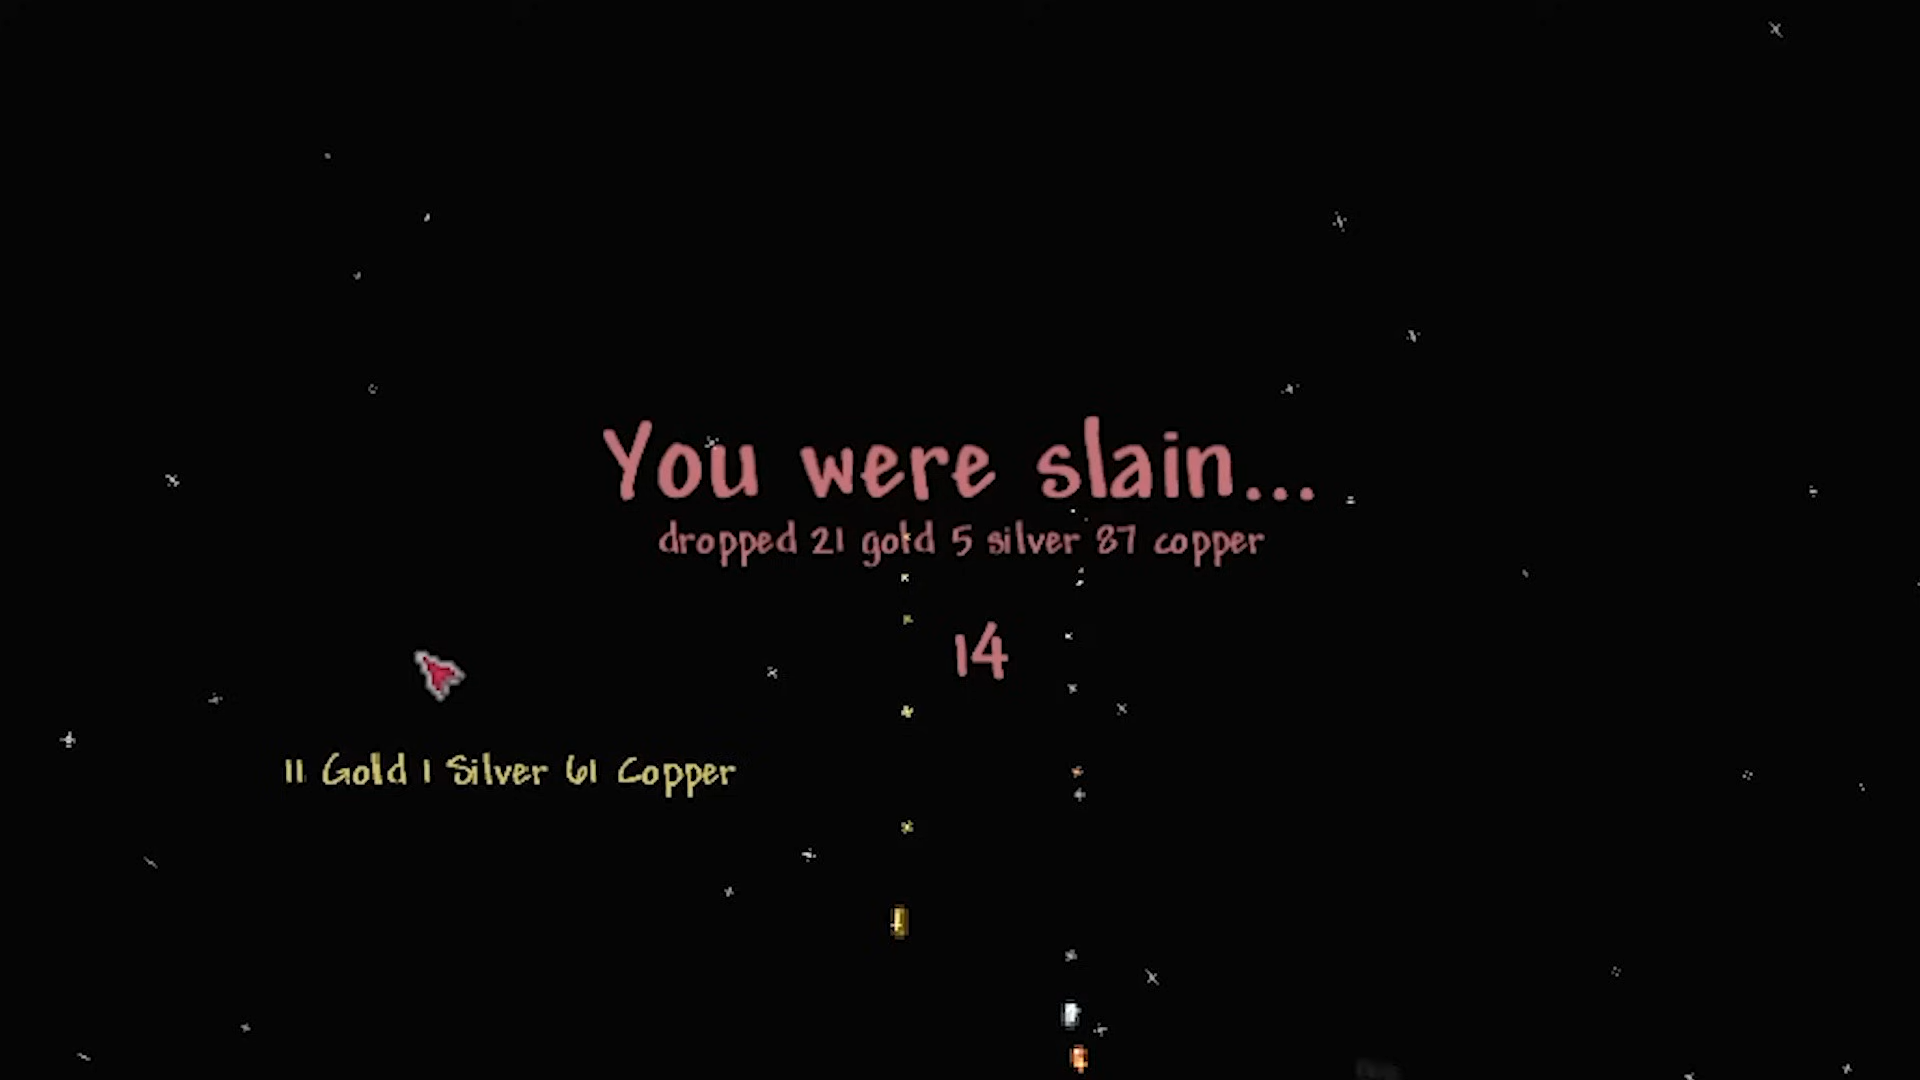 You were slain...
dropped 21 gold 5 silver 87 copper
14
11 Gold 1 Silver 61 Copper